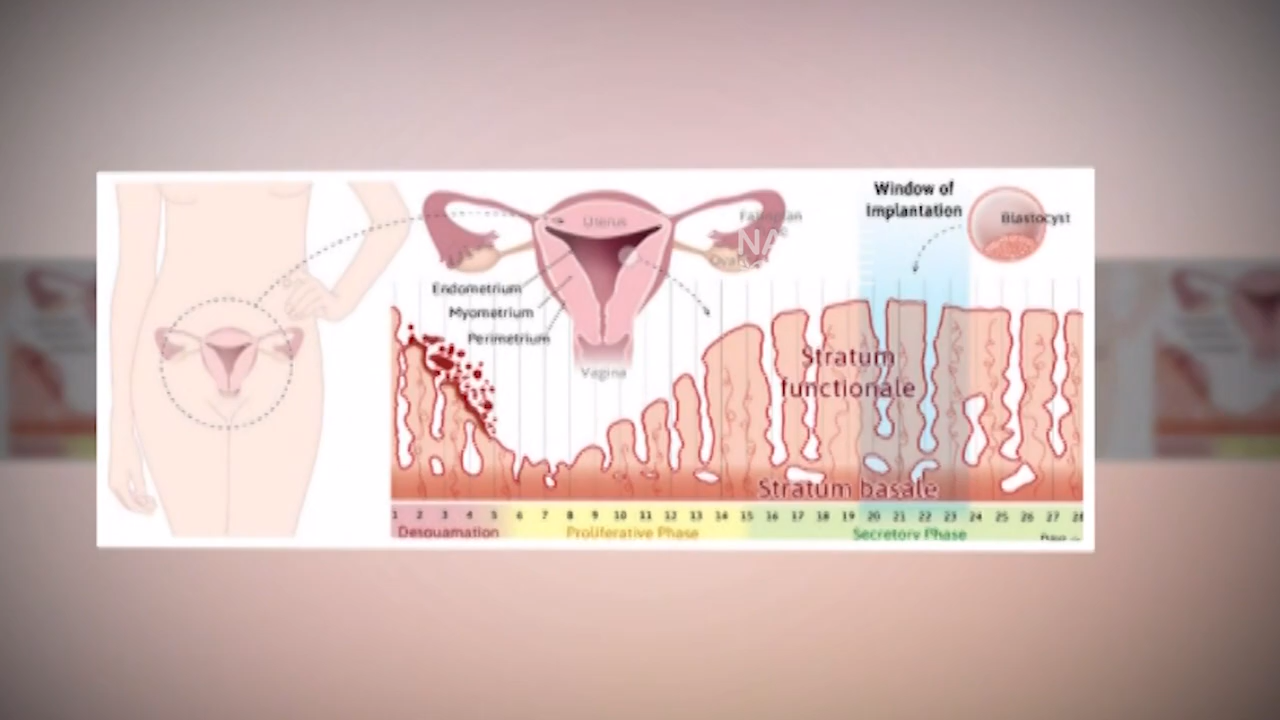 Window of
Implantation
Blastocyst
Uterus
NA
Endometrium
Myometrium
Perimetrium
Vagina
Stratum
functionale
Stratum basale
1 2 3 4 5 6 7 8 9 10 11 12 13 14 15 16 17 18 19 20 21 22 23 24 25 26 27 28
Desquamation Proliferative Phase Secretory Phase